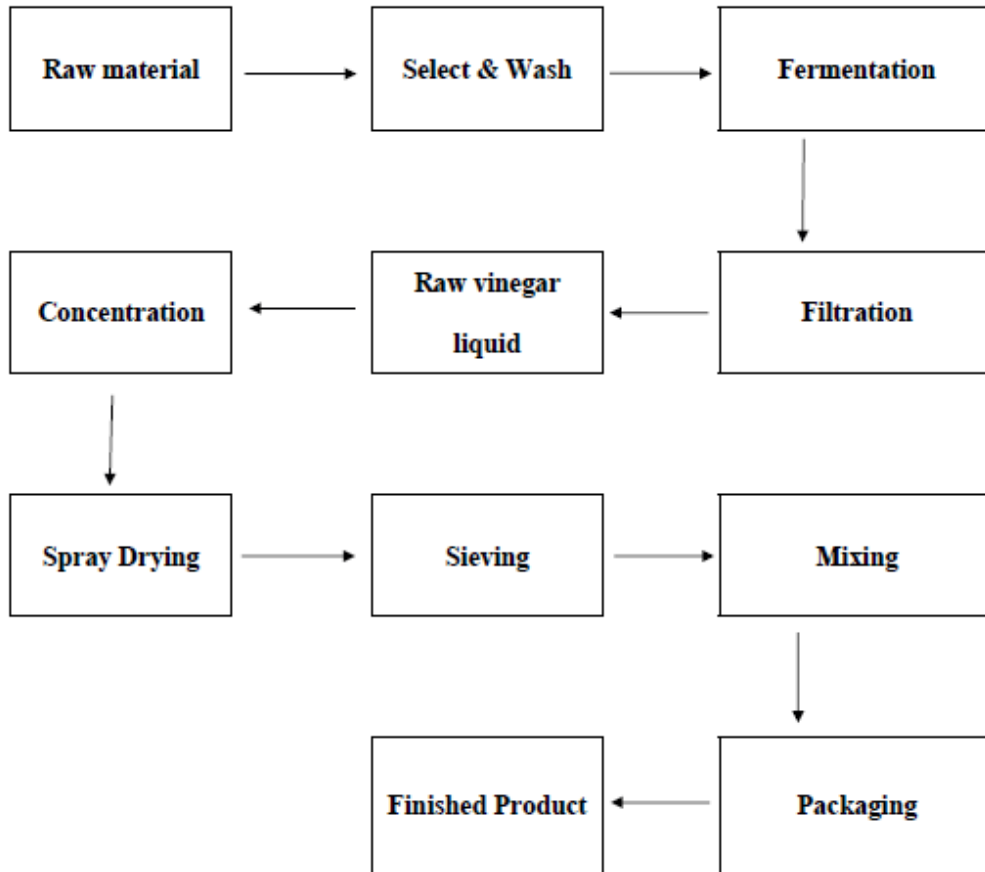 Raw material
Select & Wash
Fermentation
Filtration
Raw vinegar
liquid
Concentration
Spray Drying
Sieving
Mixing
Packaging
Finished Product